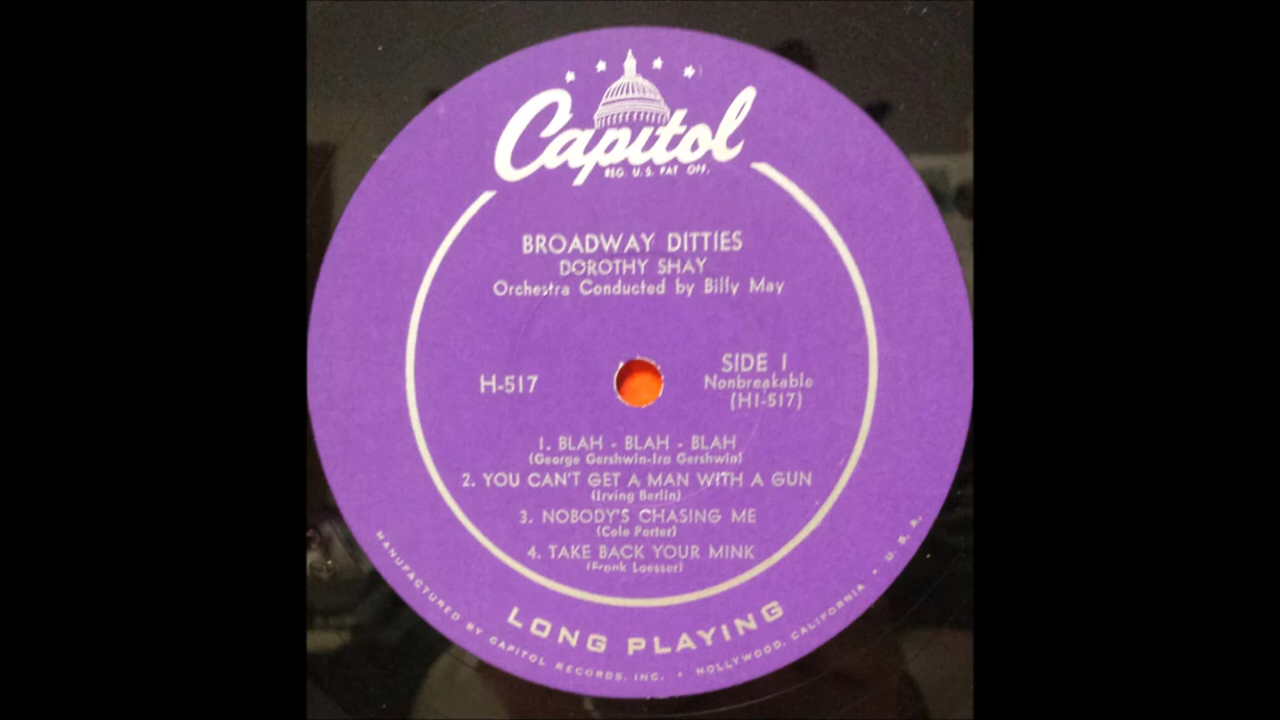 Capitol
REG. U.S. PAT. OFF.
BROADWAY DITTIES
DOROTHY SHAY
Orchestra Conducted by Billy May
H-517
SIDE 1
Nonbreakable
(H1-517)
1. BLAH - BLAH - BLAH
(George Gershwin-Ira Gershwin)
2. YOU CAN'T GET A MAN WITH A GUN
(Irving Berlin)
3. NOBODY'S CHASING ME
(Cole Porter)
4. TAKE BACK YOUR MINK
(Frank Loesser)
LONG PLAYING
MANUFACTURED BY CAPITOL RECORDS, INC. • HOLLYWOOD, CALIFORNIA • U. S. A.